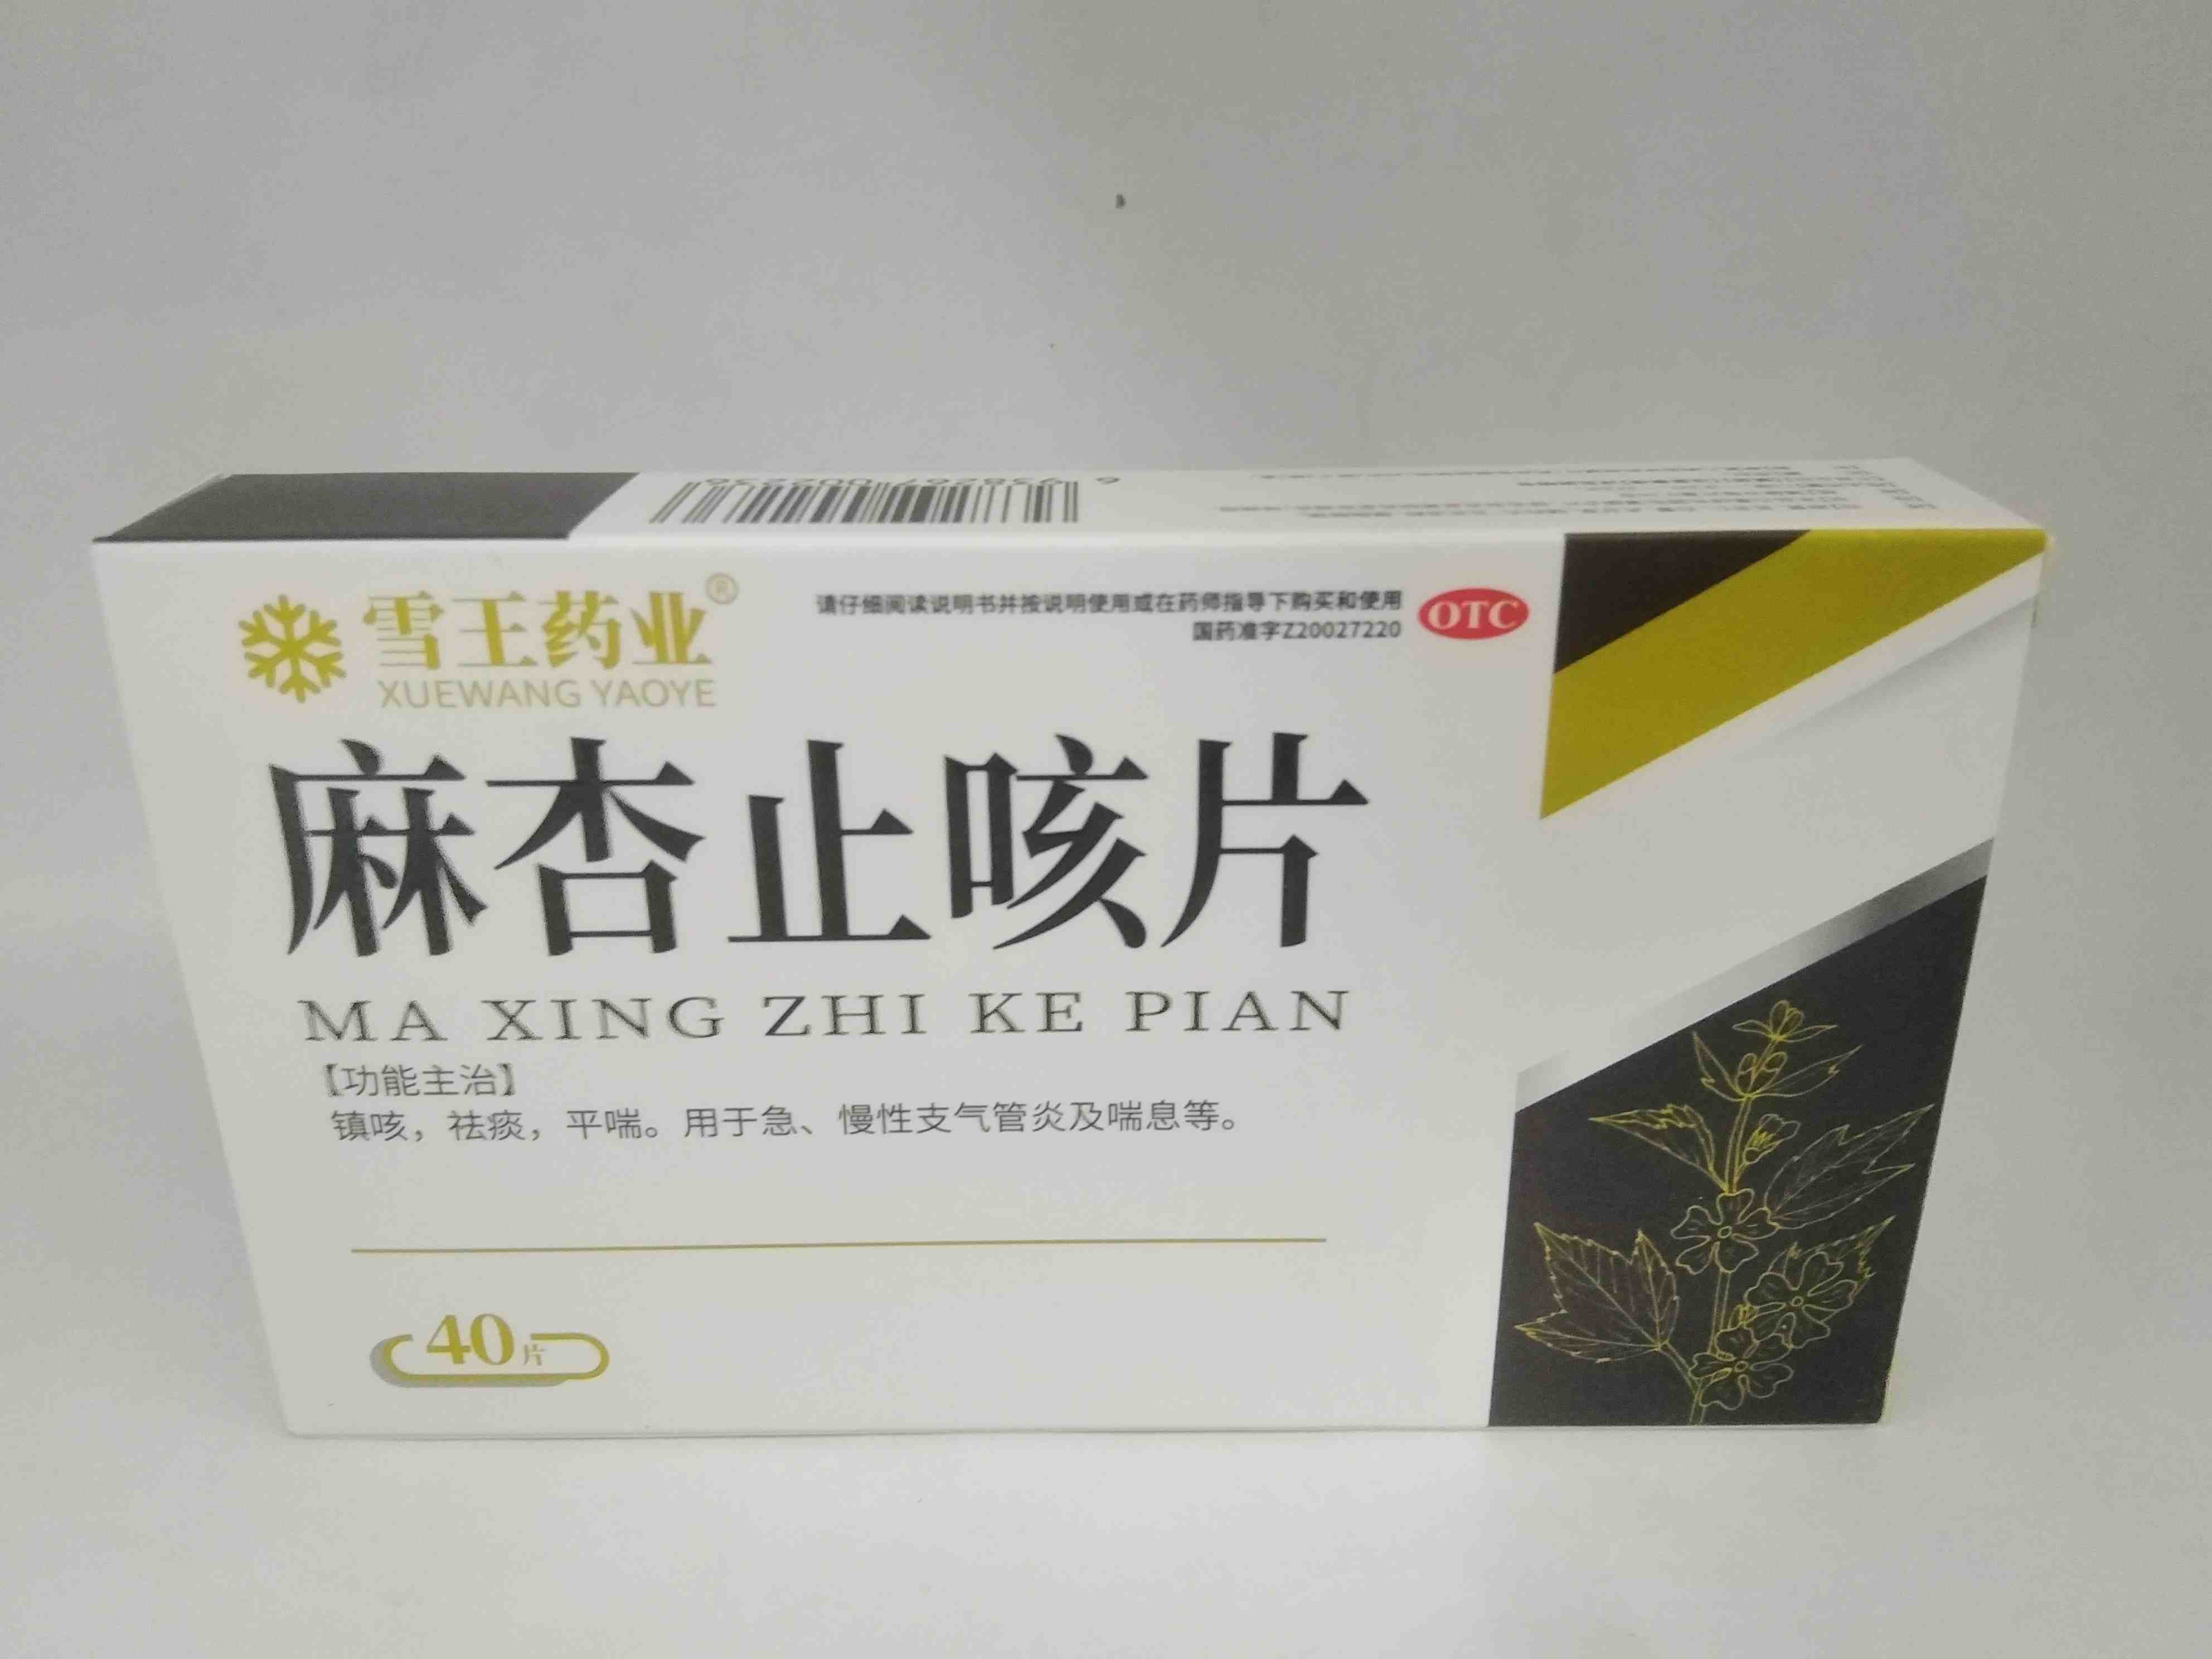 6 938267 002236
雪王药业®
XUEWANG YAOYE
请仔细阅读说明书并按说明使用或在药师指导下购买和使用
国药准字Z20027220
OTC
麻杏止咳片
MA XING ZHI KE PIAN
【功能主治】
镇咳，祛痰，平喘。用于急、慢性支气管炎及喘息等。
40片